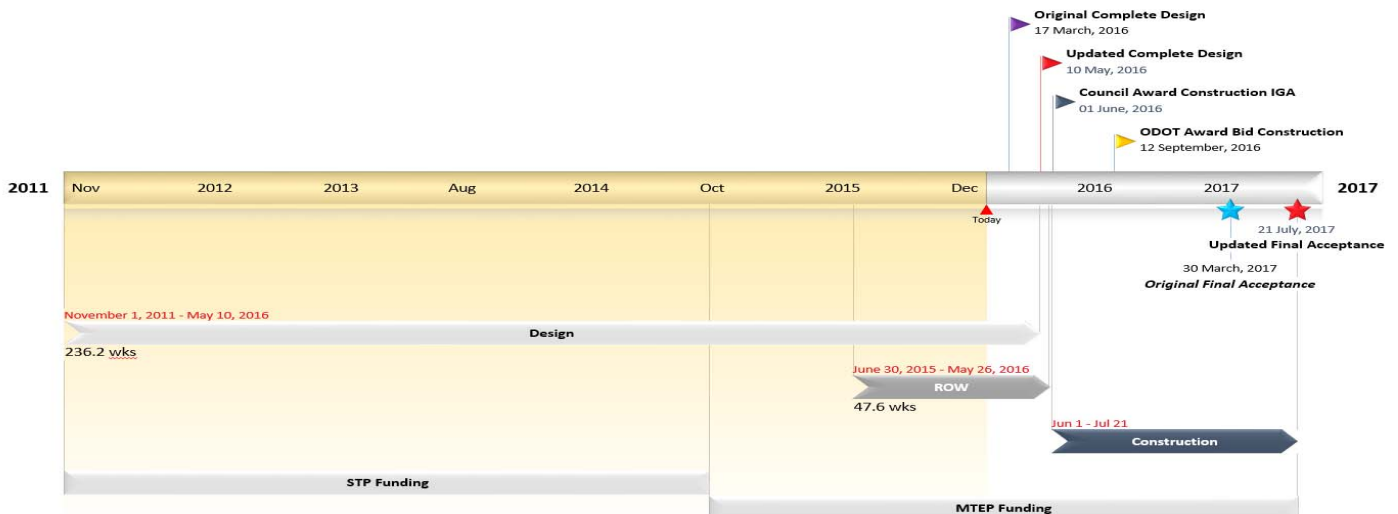 Original Complete Design
17 March, 2016
Updated Complete Design
10 May, 2016
Council Award Construction IGA
01 June, 2016
ODOT Award Bid Construction
12 September, 2016
2011 Nov 2012 2013 Aug 2014 Oct 2015 Dec 2016 2017 2017
Today
21 July, 2017
Updated Final Acceptance
30 March, 2017
Original Final Acceptance
November 1, 2011 - May 10, 2016
Design
236.2 wks
June 30, 2015 - May 26, 2016
ROW
47.6 wks
Jun 1 - Jul 21
Construction
STP Funding
MTEP Funding